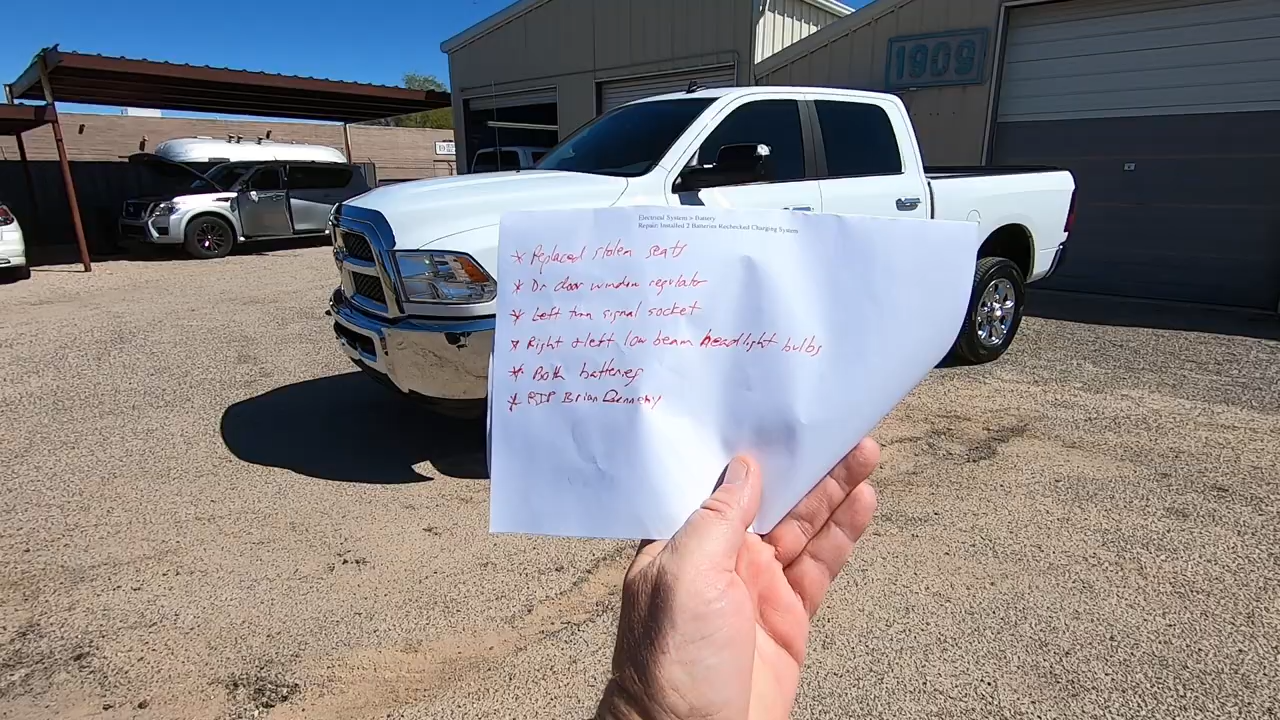 1909
Electrical System > Battery
Repair: Installed 2 Batteries Rechecked Charging System
* Replaced stolen seats
* Dr door window regulator
* Left turn signal socket
* Right & left low beam headlight bulbs
* Both batteries
* RIP Brian Dennehy